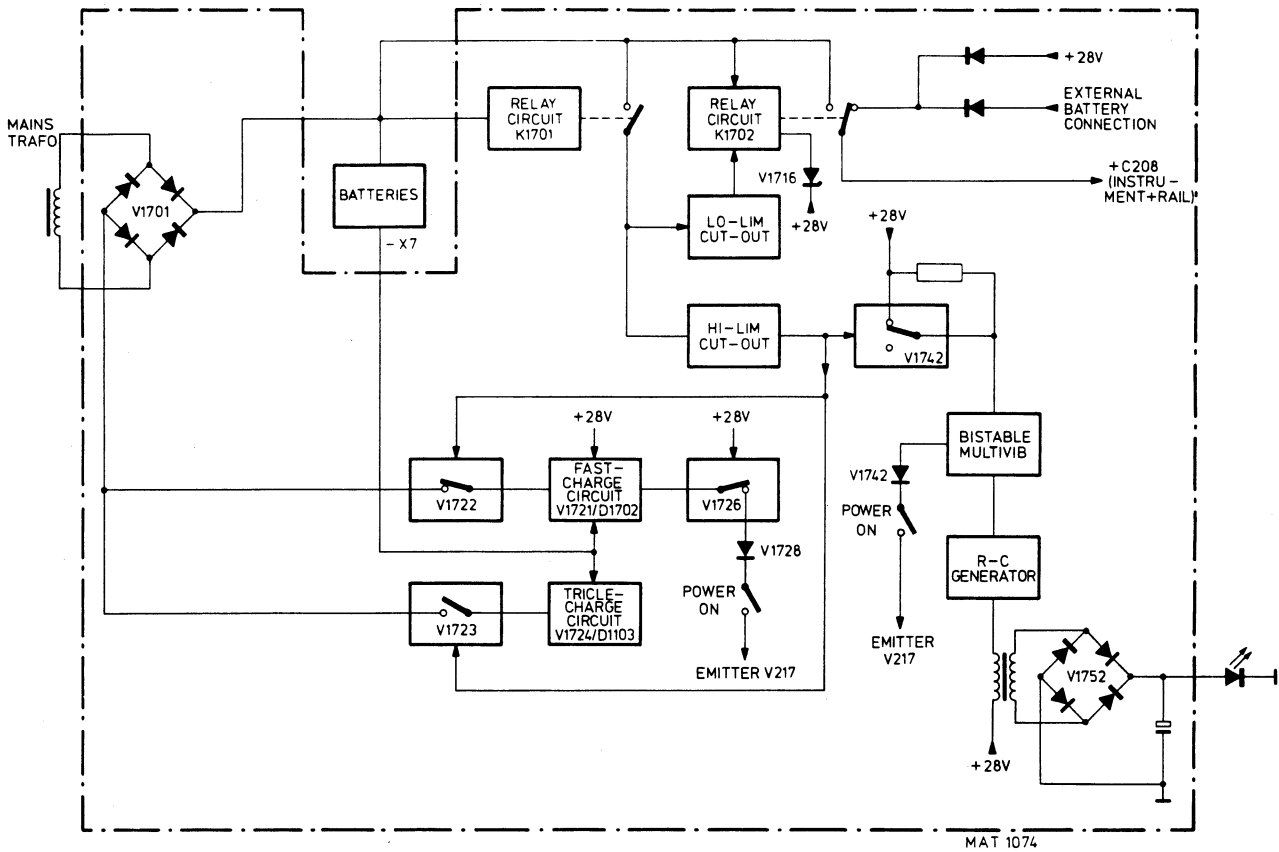 +28V
EXTERNAL
BATTERY
CONNECTION
RELAY
CIRCUIT
K1701
RELAY
CIRCUIT
K1702
MAINS
TRAFO
+C208
(INSTRU-
MENT+RAIL)
V1716
BATTERIES
V1701
LO-LIM
CUT-OUT
+28V
+28V
-X7
HI-LIM
CUT-OUT
V1742
+28V
+28V
BISTABLE
MULTIVIB
FAST-
CHARGE
CIRCUIT
V1721/D1702
V1722
V1726
V1742
POWER
ON
V1728
R-C
GENERATOR
TRICLE-
CHARGE
CIRCUIT
V1724/D1103
V1723
POWER
ON
EMITTER
V217
EMITTER V217
V1752
+28V
MAT 1074